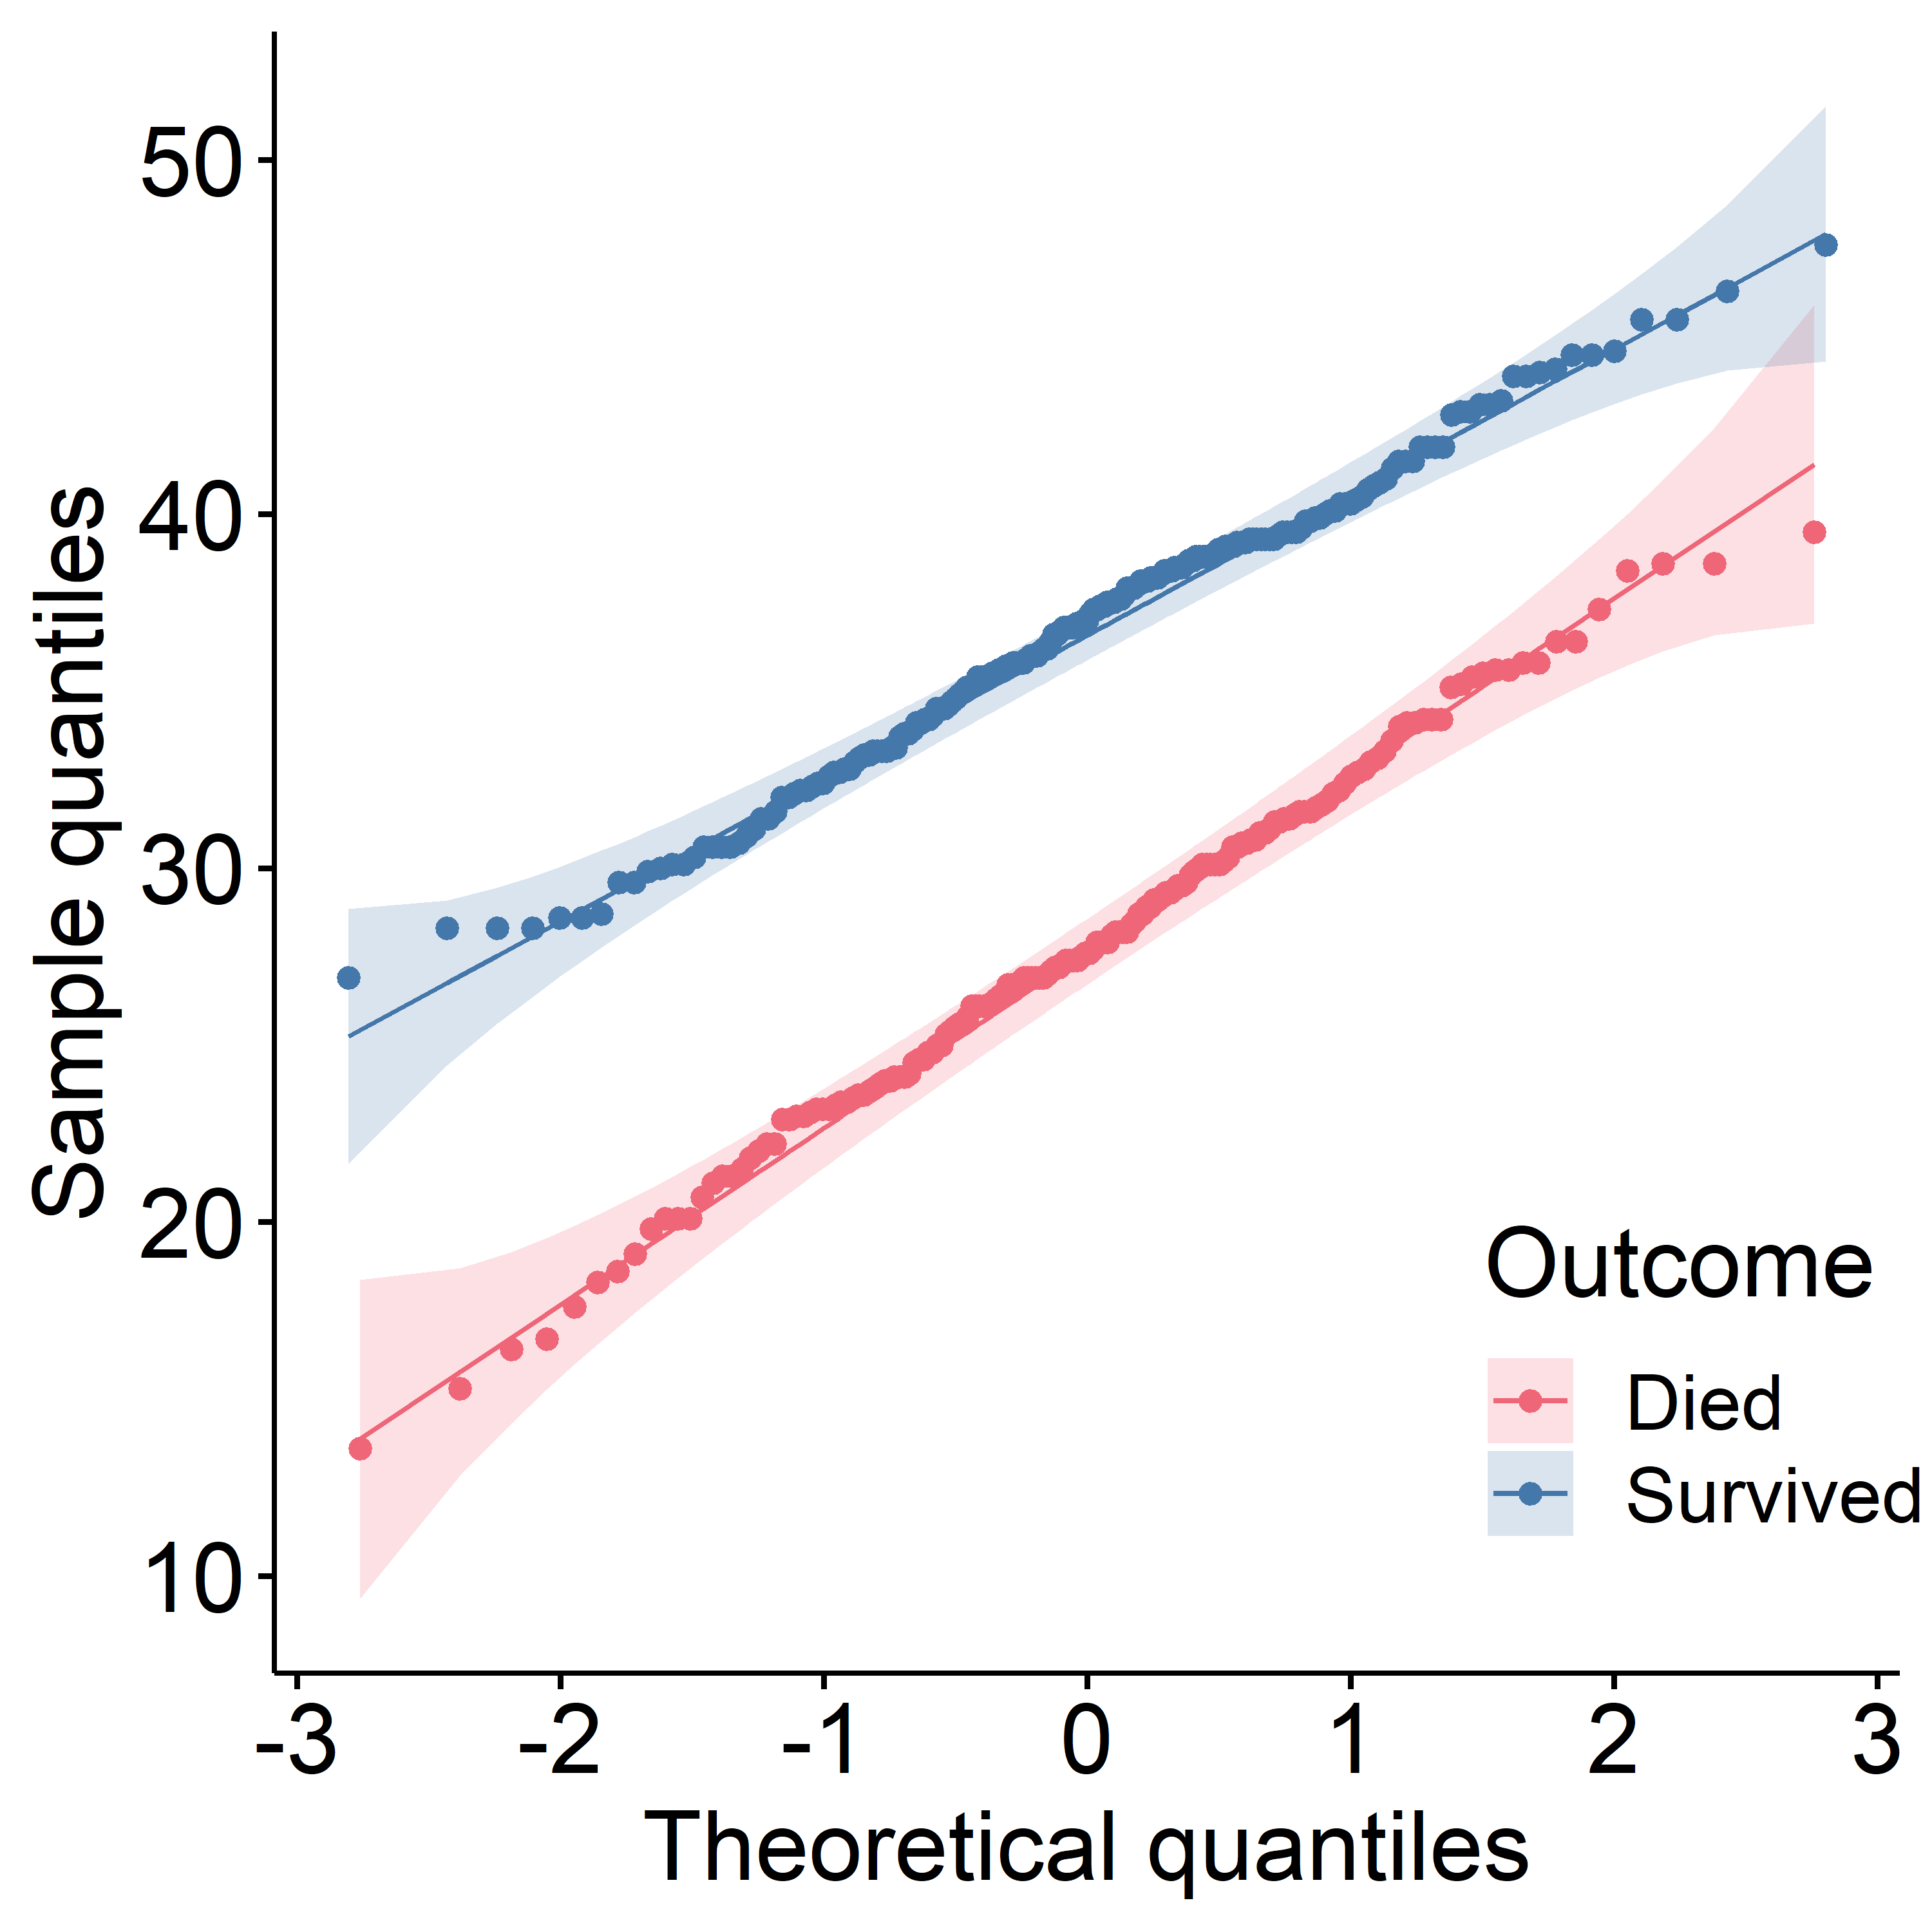 50
40
30
20
10
Sample quantiles
-3 -2 -1 0 1 2 3
Theoretical quantiles
Outcome
Died
Survived